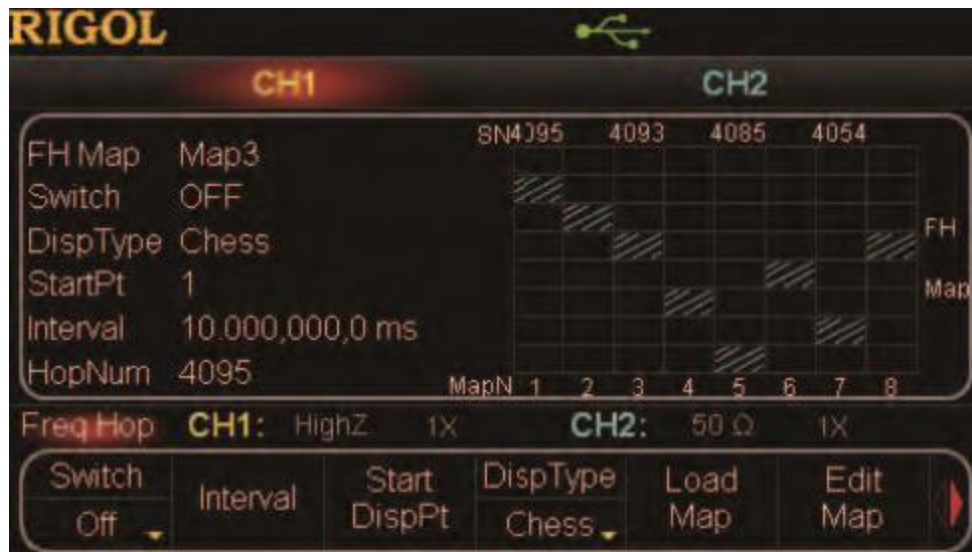 RIGOL
CH1 CH2
SN4095 4093 4085 4054
FH Map Map3
Switch OFF
DispType Chess
StartPt 1
Interval 10.000,000,0 ms
HopNum 4095
FH
Map
MapN 1 2 3 4 5 6 7 8
Freq Hop CH1: HighZ 1X CH2: 50 Ω 1X
Switch
Off
Interval
Start
DispPt
DispType
Chess
Load
Map
Edit
Map